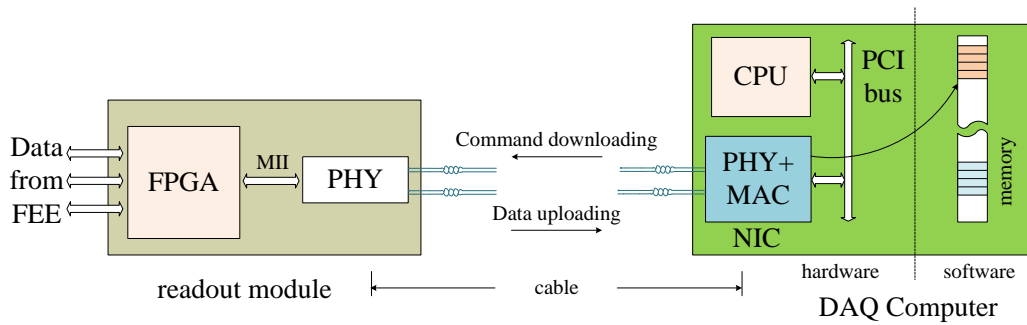 Data
from
FEE
FPGA
MII
PHY
readout module
Command downloading
Data uploading
cable
CPU
PCI
bus
PHY+
MAC
NIC
memory
hardware
software
DAQ Computer